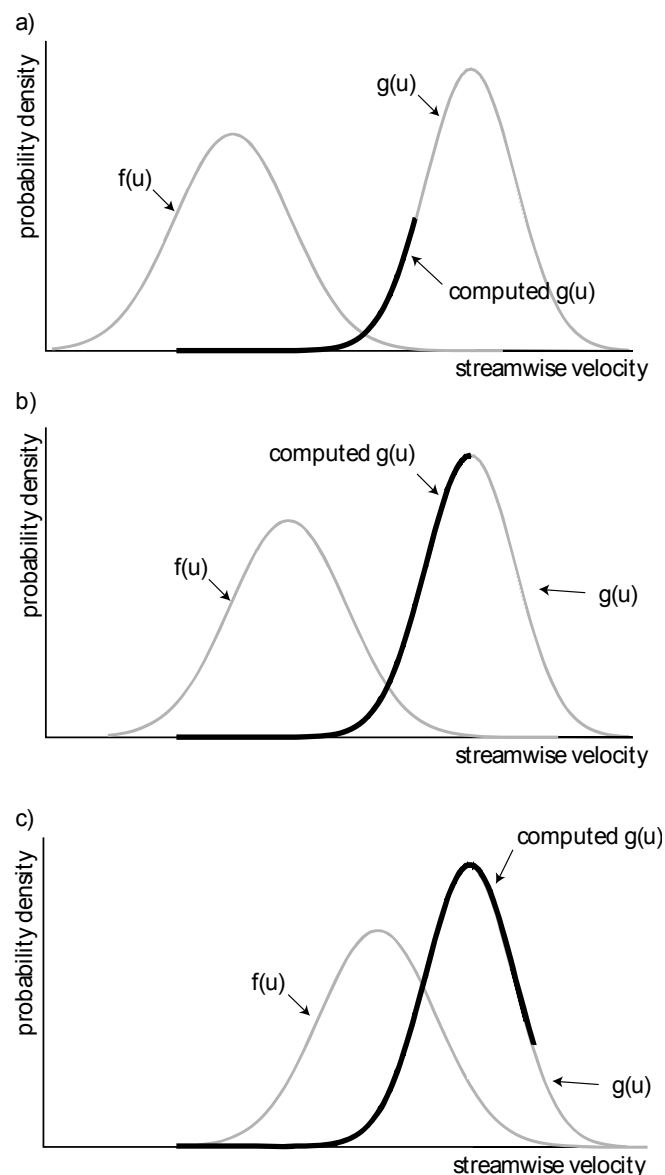 a)
probability density
g(u)
f(u)
computed g(u)
streamwise velocity
b)
probability density
computed g(u)
f(u)
g(u)
streamwise velocity
c)
probability density
computed g(u)
f(u)
g(u)
streamwise velocity